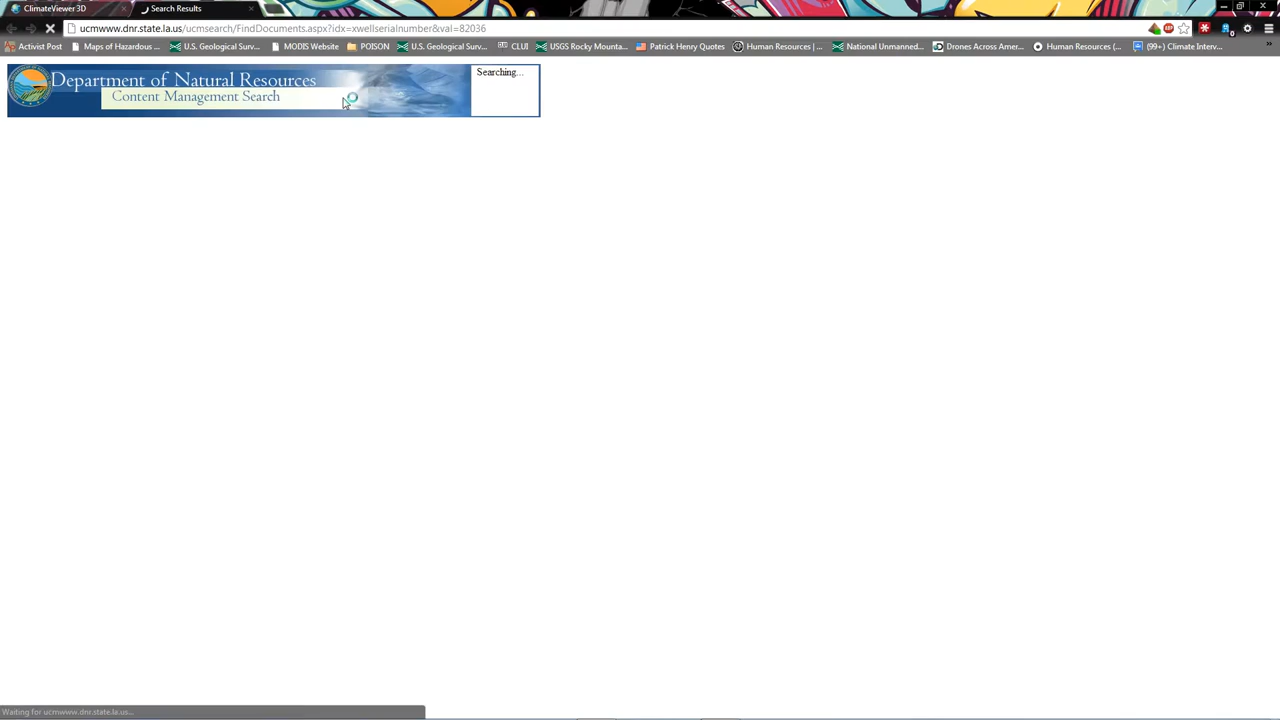 ClimateViewer 3D
Search Results
ucmwww.dnr.state.la.us/ucmsearch/FindDocuments.aspx?idx=xwellserialnumber&val=82036
Activist Post
Maps of Hazardous ...
U.S. Geological Surv...
MODIS Website
POISON
U.S. Geological Surv...
CLUI
USGS Rocky Mounta...
Patrick Henry Quotes
Human Resources | ...
National Unmanned...
Drones Across Amer...
Human Resources (...
(99+) Climate Interv...
Department of Natural Resources
Content Management Search
Searching...
Waiting for ucmwww.dnr.state.la.us...